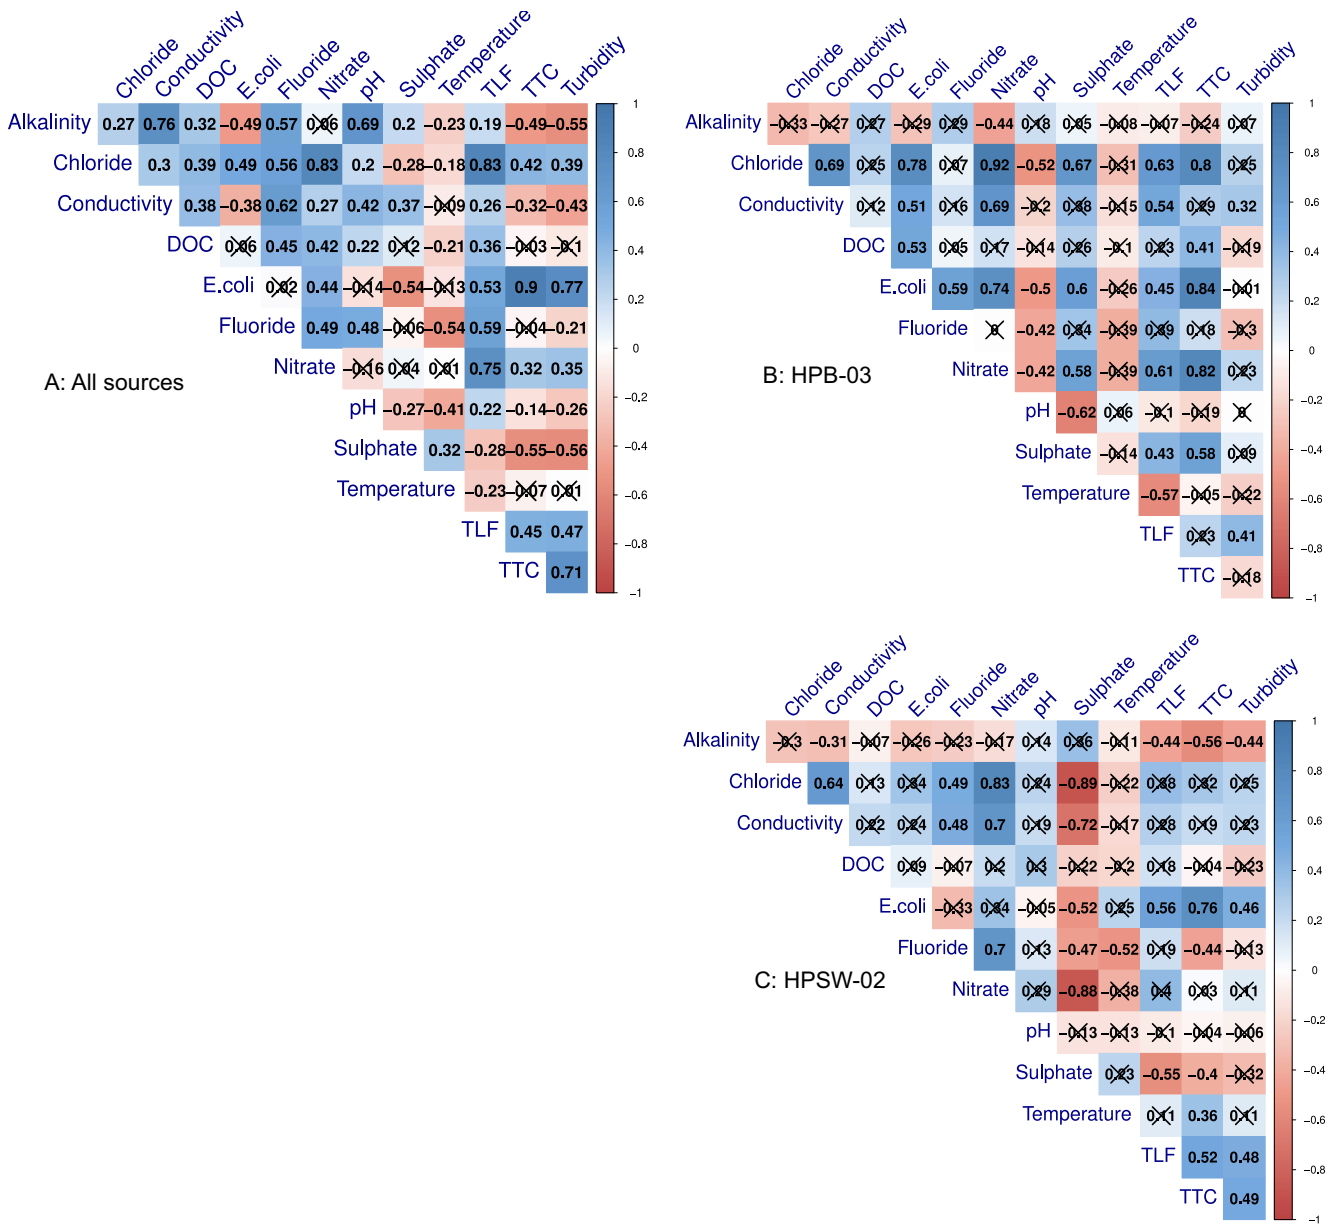 Chloride Conductivity DOC E.coli Fluoride Nitrate pH Sulphate Temperature TLF TTC Turbidity
Alkalinity 0.27 0.76 0.32 −0.49 0.57 0.06 0.69 0.2 −0.23 0.19 −0.49 −0.55
Chloride 0.3 0.39 0.49 0.56 0.83 0.2 −0.28 −0.18 0.83 0.42 0.39
Conductivity 0.38 −0.38 0.62 0.27 0.42 0.37 −0.09 0.26 −0.32 −0.43
DOC 0.06 0.45 0.42 0.22 0.12 −0.21 0.36 −0.03 −0.1
E.coli 0.02 0.44 −0.14 −0.54 −0.13 0.53 0.9 0.77
Fluoride 0.49 0.48 −0.06 −0.54 0.59 −0.04 −0.21
Nitrate −0.16 0.04 0.01 0.75 0.32 0.35
pH −0.27 −0.41 0.22 −0.14 −0.26
Sulphate 0.32 −0.28 −0.55 −0.56
Temperature −0.23 −0.07 0.01
TLF 0.45 0.47
TTC 0.71
1
0.8
0.6
0.4
0.2
0
−0.2
−0.4
−0.6
−0.8
−1
A: All sources
Chloride Conductivity DOC E.coli Fluoride Nitrate pH Sulphate Temperature TLF TTC Turbidity
Alkalinity −0.33 −0.27 0.27 −0.29 0.29 −0.44 0.18 0.05 −0.08 −0.07 −0.24 0.07
Chloride 0.69 0.25 0.78 0.07 0.92 −0.52 0.67 −0.31 0.63 0.8 0.25
Conductivity 0.12 0.51 0.16 0.69 −0.2 0.38 −0.15 0.54 0.29 0.32
DOC 0.53 0.05 0.17 −0.14 0.26 −0.1 0.23 0.41 −0.19
E.coli 0.59 0.74 −0.5 0.6 −0.26 0.45 0.84 −0.01
Fluoride 0 −0.42 0.34 −0.39 0.39 0.18 −0.3
Nitrate −0.42 0.58 −0.39 0.61 0.82 0.23
pH −0.62 0.06 −0.1 −0.19 0
Sulphate −0.14 0.43 0.58 0.09
Temperature −0.57 −0.05 −0.22
TLF 0.23 0.41
TTC −0.18
1
0.8
0.6
0.4
0.2
0
−0.2
−0.4
−0.6
−0.8
−1
B: HPB-03
Chloride Conductivity DOC E.coli Fluoride Nitrate pH Sulphate Temperature TLF TTC Turbidity
Alkalinity −0.3 −0.31 −0.07 −0.26 −0.23 −0.17 0.14 0.36 −0.11 −0.44 −0.56 −0.44
Chloride 0.64 0.13 0.34 0.49 0.83 0.24 −0.89 −0.22 0.38 0.32 0.25
Conductivity 0.22 0.24 0.48 0.7 0.19 −0.72 −0.17 0.28 0.19 0.23
DOC 0.09 −0.07 0.2 0.3 −0.22 −0.2 0.18 −0.04 −0.23
E.coli −0.33 0.34 −0.05 −0.52 0.25 0.56 0.76 0.46
Fluoride 0.7 0.13 −0.47 −0.52 0.19 −0.44 −0.13
Nitrate 0.29 −0.88 −0.38 0.4 0.03 0.11
pH −0.13 −0.13 −0.1 −0.04 −0.06
Sulphate 0.23 −0.55 −0.4 −0.32
Temperature 0.11 0.36 0.11
TLF 0.52 0.48
TTC 0.49
1
0.8
0.6
0.4
0.2
0
−0.2
−0.4
−0.6
−0.8
−1
C: HPSW-02